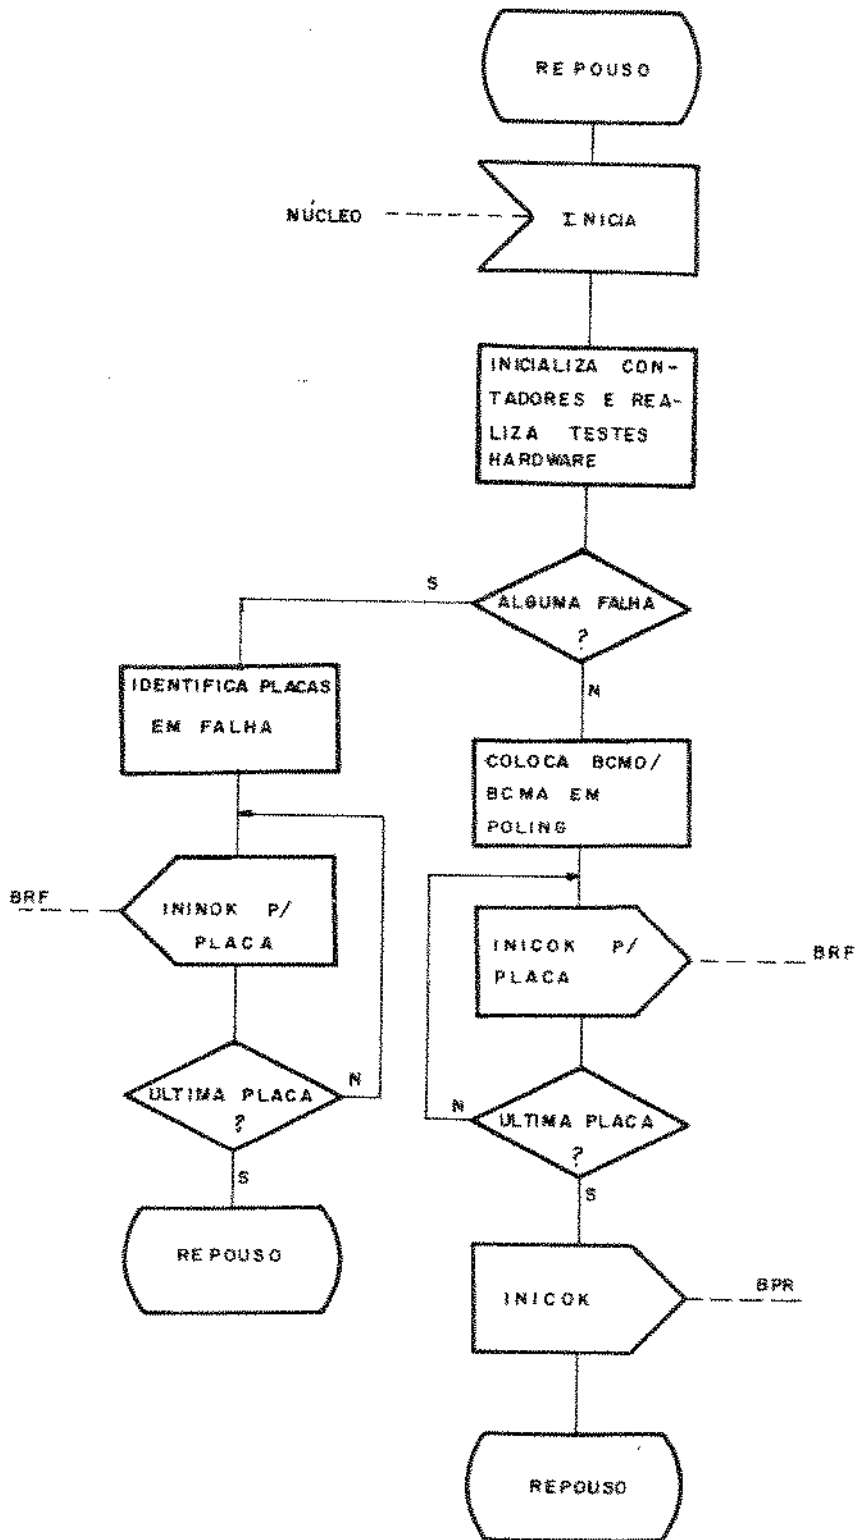 REPOUSO
NÚCLEO
INICIA
INICIALIZA CON-
TADORES E REA-
LIZA TESTES
HARDWARE
S
ALGUMA FALHA
?
N
IDENTIFICA PLACAS
EM FALHA
COLOCA BCMD/
BCMA EM
POLING
BRF
ININOK P/
PLACA
INICOK P/
PLACA
BRF
ULTIMA PLACA
?
N
S
N
ULTIMA PLACA
?
S
REPOUSO
INICOK
BPR
REPOUSO